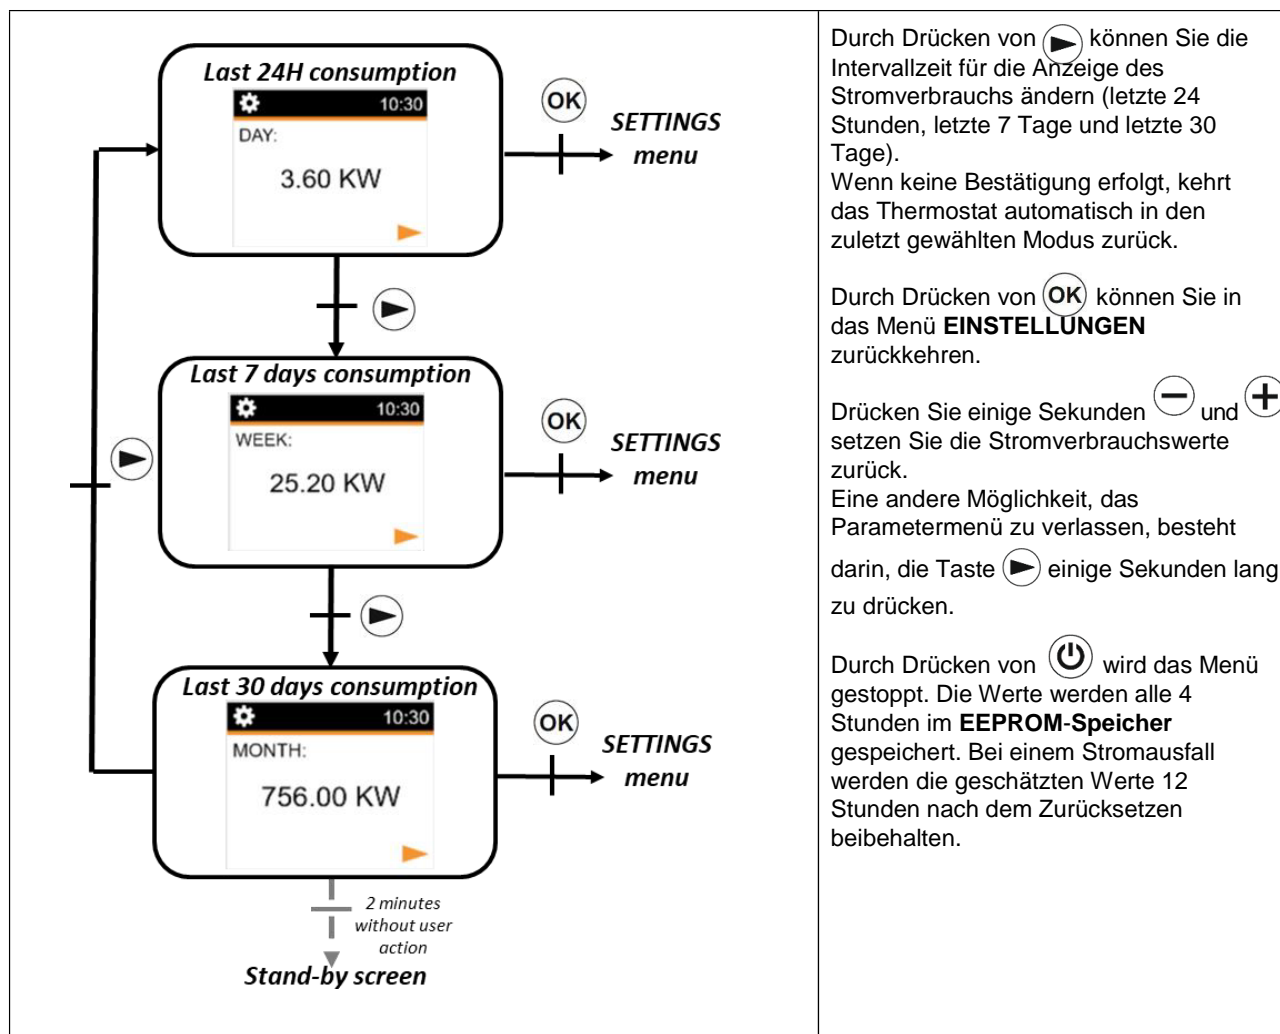 Last 24H consumption
10:30
DAY:
3.60 KW
OK
SETTINGS
menu
Last 7 days consumption
10:30
WEEK:
25.20 KW
OK
SETTINGS
menu
Last 30 days consumption
10:30
MONTH:
756.00 KW
OK
SETTINGS
menu
2 minutes
without user
action
Stand-by screen
Durch Drücken von können Sie die
Intervallzeit für die Anzeige des
Stromverbrauchs ändern (letzte 24
Stunden, letzte 7 Tage und letzte 30
Tage).
Wenn keine Bestätigung erfolgt, kehrt
das Thermostat automatisch in den
zuletzt gewählten Modus zurück.
Durch Drücken von OK können Sie in
das Menü EINSTELLUNGEN
zurückkehren.
Drücken Sie einige Sekunden − und +
setzen Sie die Stromverbrauchswerte
zurück.
Eine andere Möglichkeit, das
Parametermenü zu verlassen, besteht
darin, die Taste einige Sekunden lang
zu drücken.
Durch Drücken von wird das Menü
gestoppt. Die Werte werden alle 4
Stunden im EEPROM-Speicher
gespeichert. Bei einem Stromausfall
werden die geschätzten Werte 12
Stunden nach dem Zurücksetzen
beibehalten.